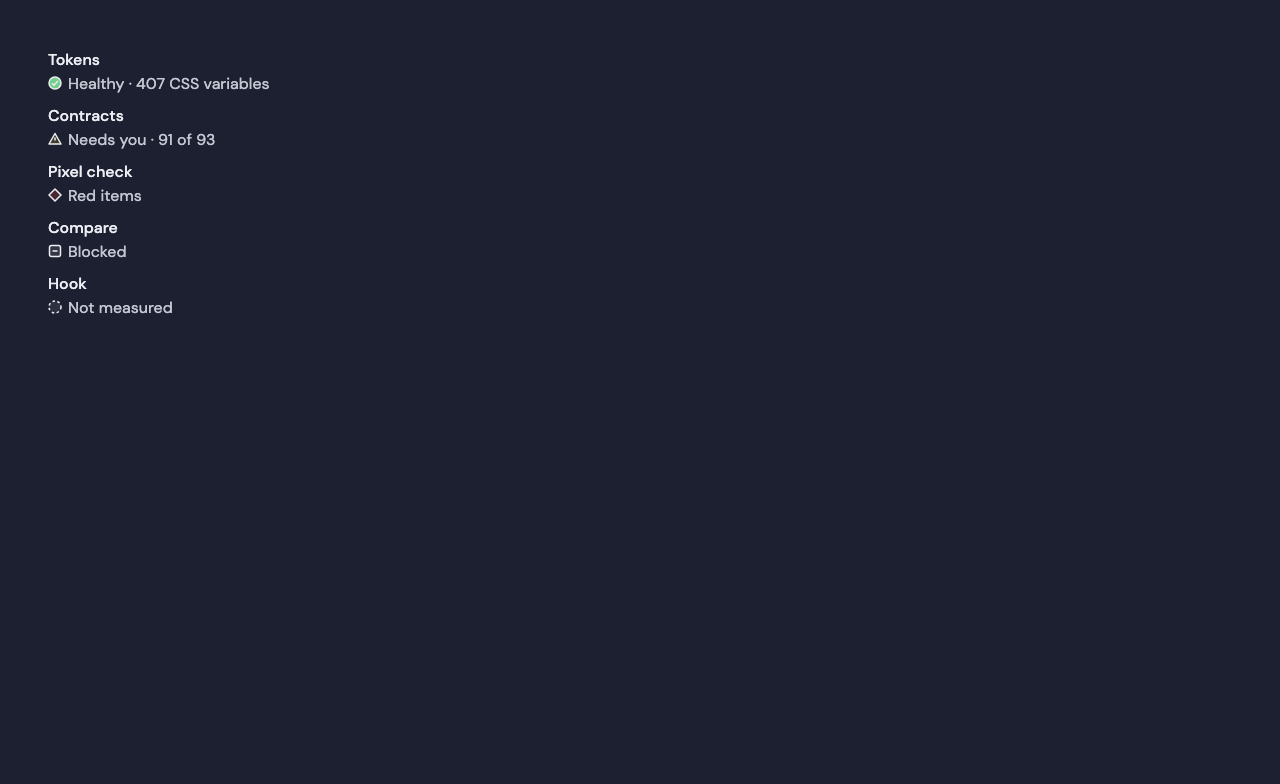 Tokens
Healthy · 407 CSS variables
Contracts
Needs you · 91 of 93
Pixel check
Red items
Compare
Blocked
Hook
Not measured